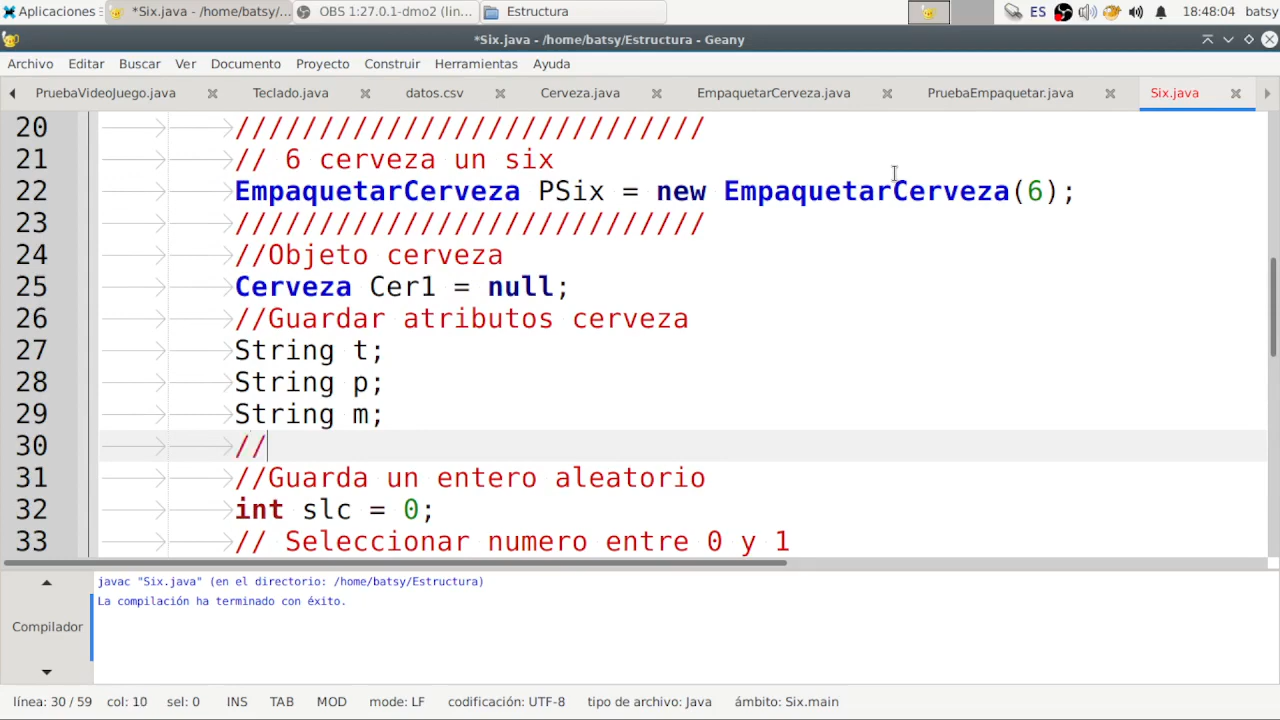 Aplicaciones *Six.java - /home/batsy/... OBS 1:27.0.1-dmo2 (lin... Estructura ES 18:48:04 batsy
*Six.java - /home/batsy/Estructura - Geany
Archivo Editar Buscar Ver Documento Proyecto Construir Herramientas Ayuda
PruebaVideoJuego.java Teclado.java datos.csv Cerveza.java EmpaquetarCerveza.java PruebaEmpaquetar.java Six.java
20 ////////////////////////////
21 // 6 cerveza un six
22 EmpaquetarCerveza PSix = new EmpaquetarCerveza(6);
23 ////////////////////////////
24 //Objeto cerveza
25 Cerveza Cer1 = null;
26 //Guardar atributos cerveza
27 String t;
28 String p;
29 String m;
30 //
31 //Guarda un entero aleatorio
32 int slc = 0;
33 // Seleccionar numero entre 0 y 1
javac "Six.java" (en el directorio: /home/batsy/Estructura)
La compilación ha terminado con éxito.
Compilador
línea: 30 / 59 col: 10 sel: 0 INS TAB MOD mode: LF codificación: UTF-8 tipo de archivo: Java ámbito: Six.main